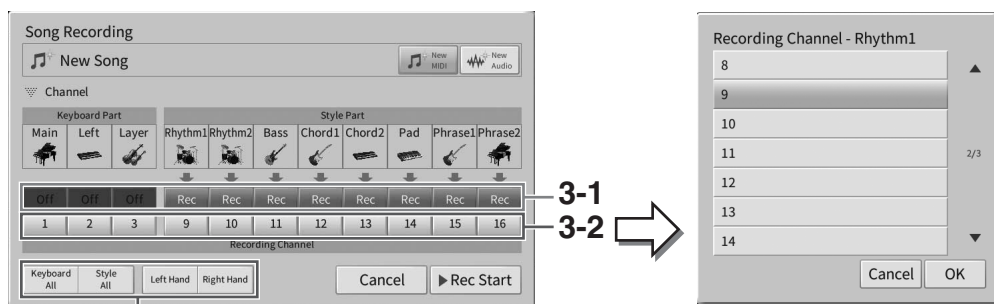 Song Recording
New Song
New MIDI
New Audio
Channel
Keyboard Part Style Part
Main Left Layer Rhythm1 Rhythm2 Bass Chord1 Chord2 Pad Phrase1 Phrase2
Off Off Off Rec Rec Rec Rec Rec Rec Rec Rec
3-1
1 2 3 9 10 11 12 13 14 15 16
3-2
Recording Channel
Keyboard All
Style All
Left Hand Right Hand Cancel Rec Start
Recording Channel - Rhythm1
8
9
10
11
2/3
12
13
14
Cancel OK